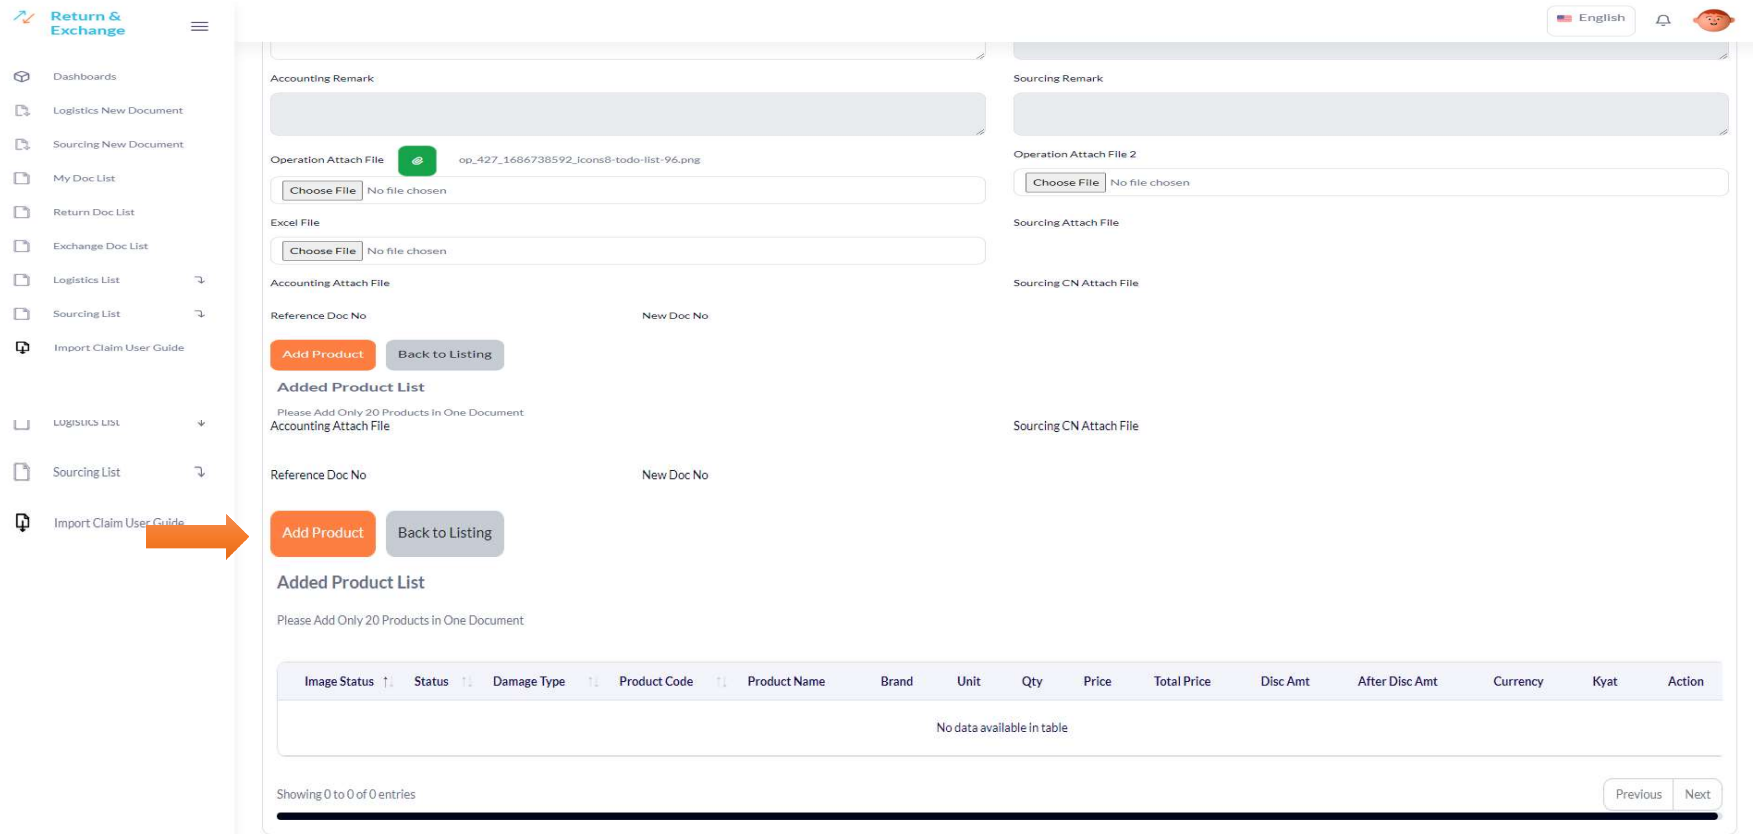 Return &
Exchange
English
Dashboards
Logistics New Document
Sourcing New Document
My Doc List
Return Doc List
Exchange Doc List
Logistics List
Sourcing List
Import Claim User Guide
Logistics List
Sourcing List
Import Claim User Guide
Accounting Remark
Sourcing Remark
Operation Attach File
op_427_1686738592_icons8-todo-list-96.png
Operation Attach File 2
Choose File No file chosen
Choose File No file chosen
Excel File
Sourcing Attach File
Choose File No file chosen
Accounting Attach File
Sourcing CN Attach File
Reference Doc No
New Doc No
Add Product
Back to Listing
Added Product List
Please Add Only 20 Products in One Document
Accounting Attach File
Sourcing CN Attach File
Reference Doc No
New Doc No
Add Product
Back to Listing
Added Product List
Please Add Only 20 Products in One Document
Image Status Status Damage Type Product Code Product Name Brand Unit Qty Price Total Price Disc Amt After Disc Amt Currency Kyat Action
No data available in table
Showing 0 to 0 of 0 entries
Previous Next